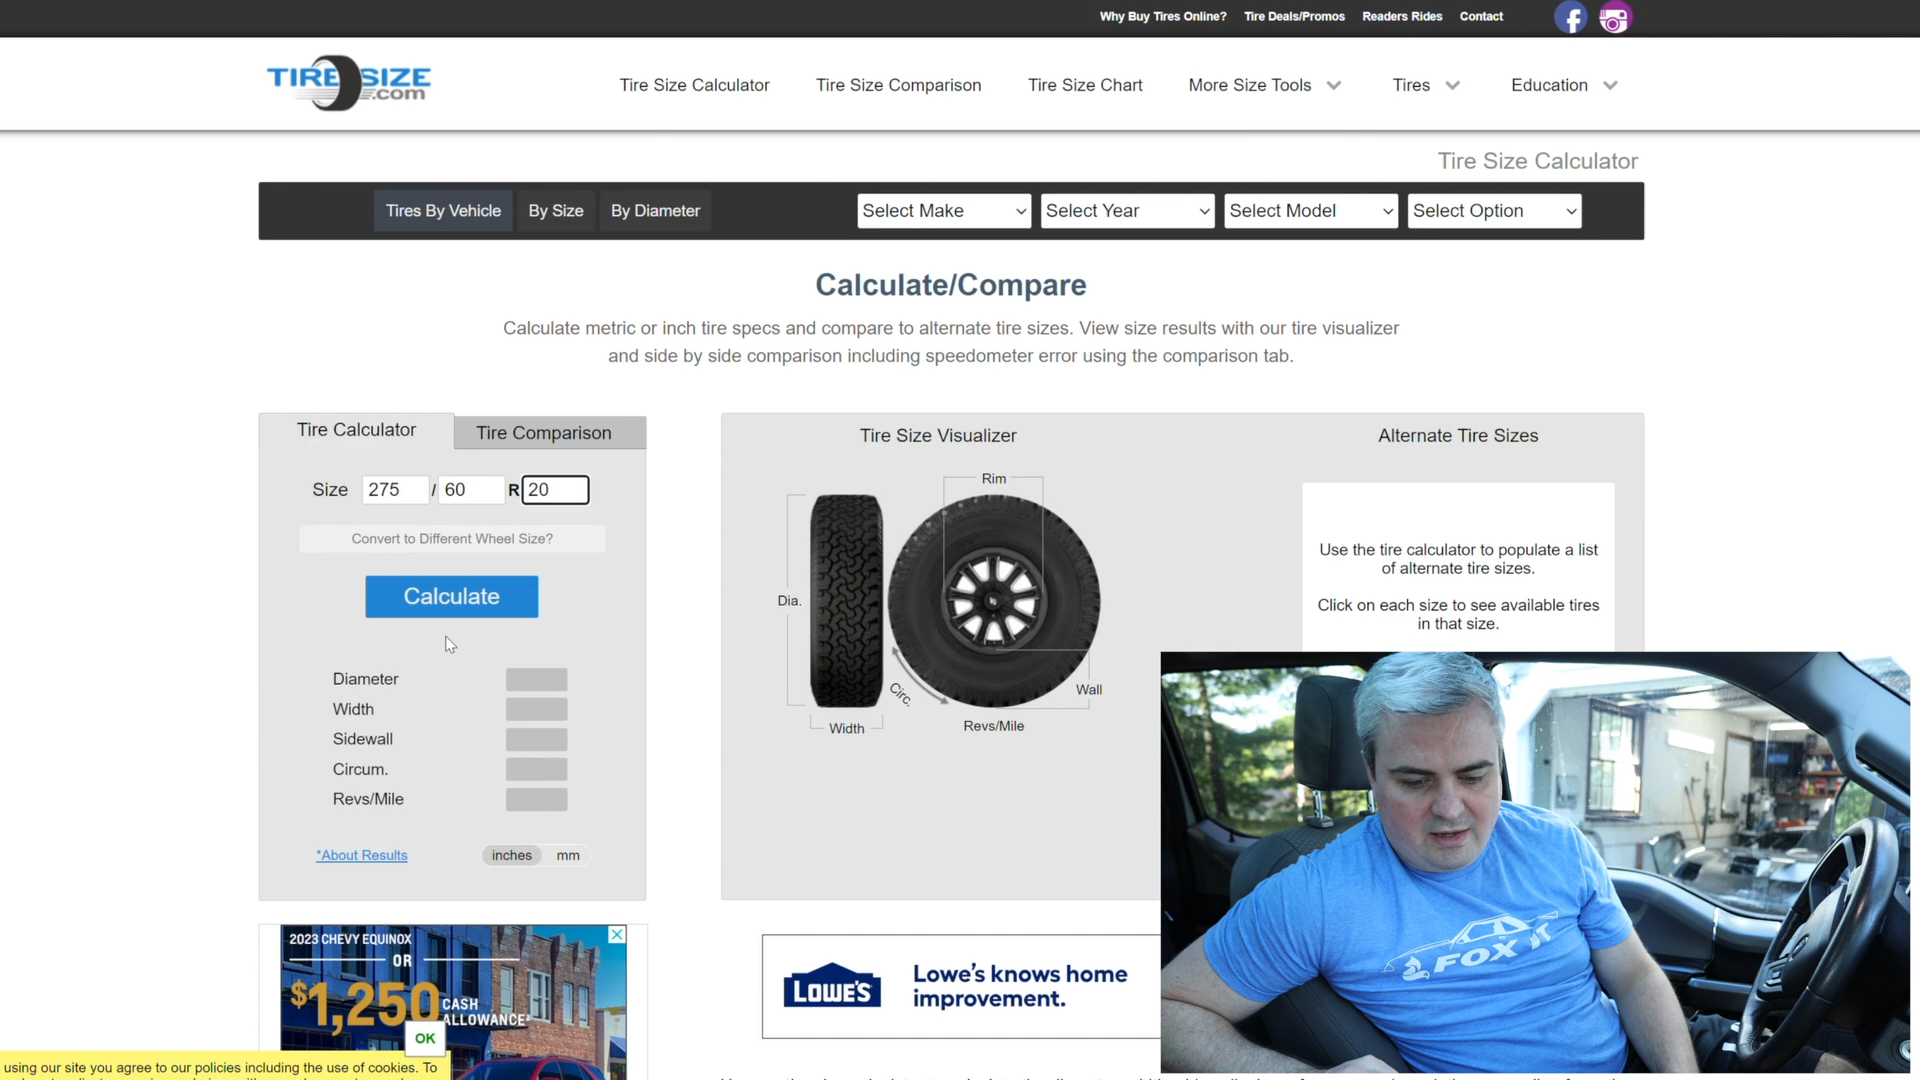 Why Buy Tires Online? Tire Deals/Promos Readers Rides Contact
TIRE SIZE
.com
Tire Size Calculator Tire Size Comparison Tire Size Chart More Size Tools Tires Education
Tire Size Calculator
Tires By Vehicle By Size By Diameter Select Make Select Year Select Model Select Option
Calculate/Compare
Calculate metric or inch tire specs and compare to alternate tire sizes. View size results with our tire visualizer
and side by side comparison including speedometer error using the comparison tab.
Tire Calculator Tire Comparison
Size 275 / 60 R 20
Convert to Different Wheel Size?
Calculate
Diameter
Width
Sidewall
Circum.
Revs/Mile
*About Results inches mm
Tire Size Visualizer
Rim
Dia.
Circ.
Wall
Width
Revs/Mile
Alternate Tire Sizes
Use the tire calculator to populate a list
of alternate tire sizes.
Click on each size to see available tires
in that size.
FOX IT
2023 CHEVY EQUINOX
OR
$1,250 CASH
ALLOWANCE
OK
using our site you agree to our policies including the use of cookies. To
LOWE'S
Lowe's knows home
improvement.